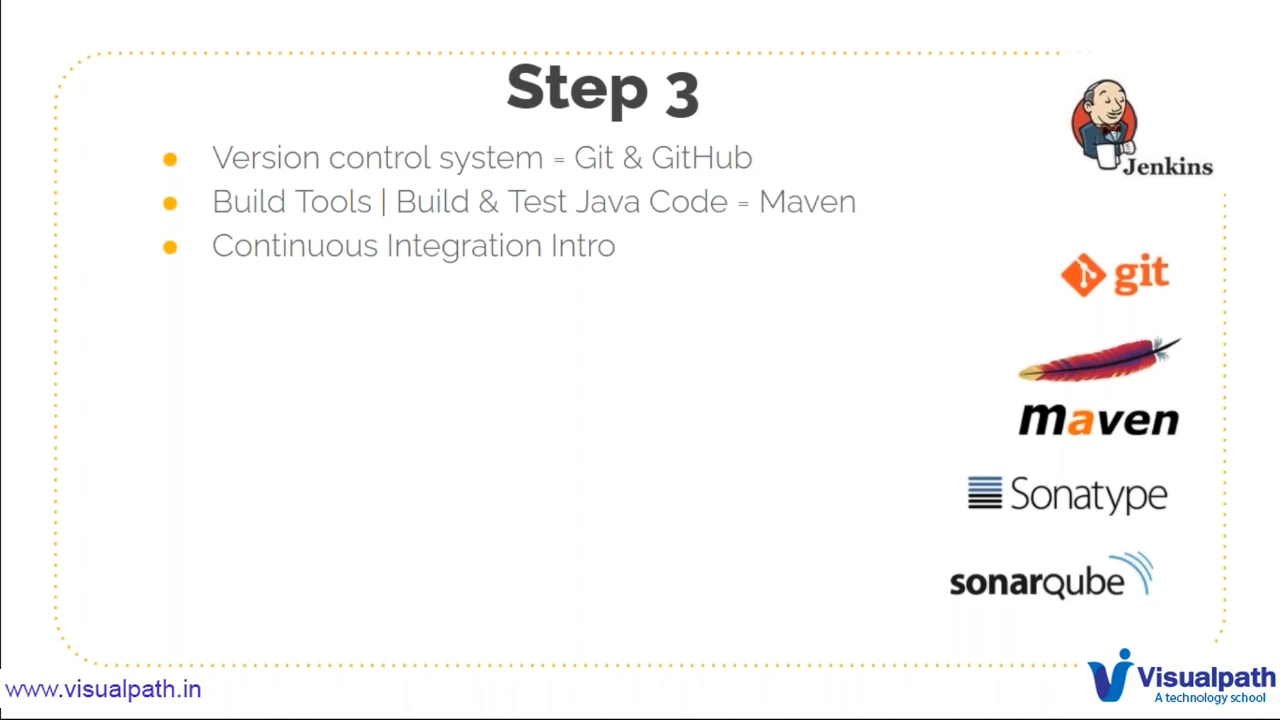 Step 3
Version control system = Git & GitHub
Build Tools | Build & Test Java Code = Maven
Continuous Integration Intro
Jenkins
git
maven
Sonatype
sonarqube
www.visualpath.in
Visualpath
A technology school